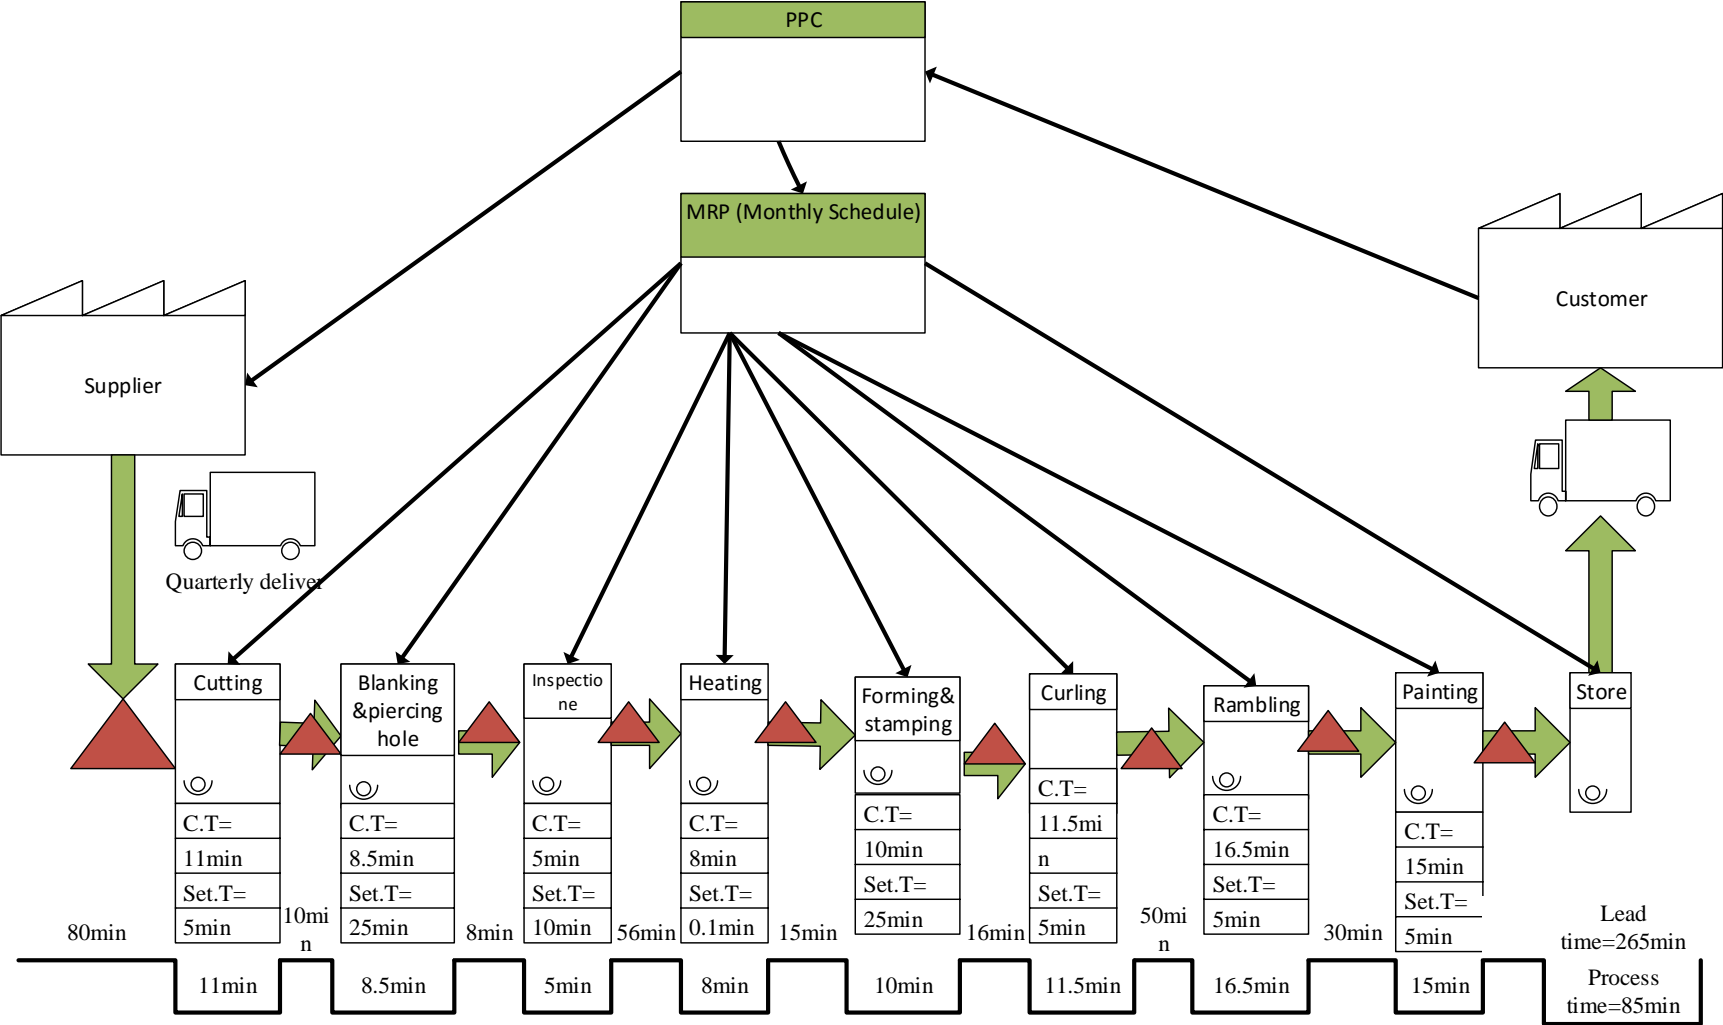 PPC
MRP (Monthly Schedule)
Customer
Supplier
Quarterly deliver
Cutting
C.T=
11min
Set.T=
5min
Blanking
&piercing
hole
C.T=
8.5min
Set.T=
25min
Inspectio
ne
C.T=
5min
Set.T=
10min
Heating
C.T=
8min
Set.T=
0.1min
Forming&
stamping
C.T=
10min
Set.T=
25min
Curling
C.T=
11.5mi
n
Set.T=
5min
Rambling
C.T=
16.5min
Set.T=
5min
Painting
C.T=
15min
Set.T=
5min
Store
80min
10mi
n
8min
56min
15min
16min
50mi
n
30min
Lead
time=265min
11min
8.5min
5min
8min
10min
11.5min
16.5min
15min
Process
time=85min